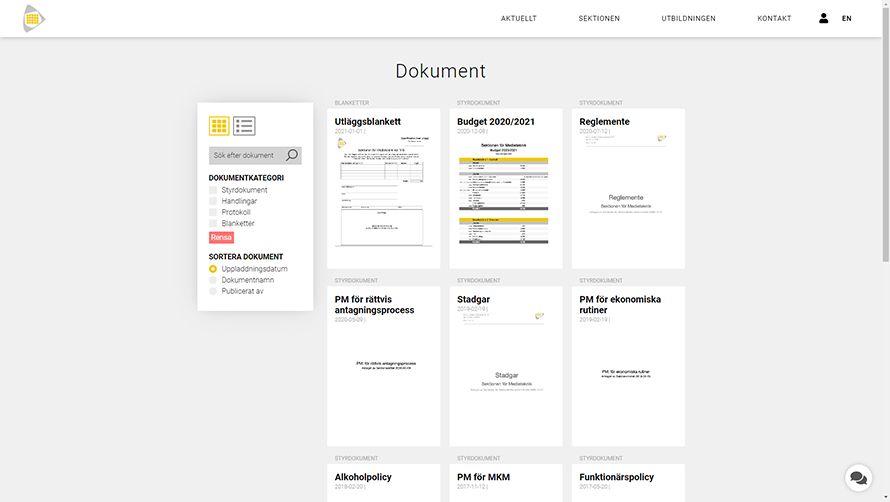 AKTUELLT SEKTIONEN UTBILDNINGEN KONTAKT EN
Dokument
Sök efter dokument
DOKUMENTKATEGORI
Styrdokument
Handlingar
Protokoll
Blanketter
Rensa
SORTERA DOKUMENT
Uppladdningsdatum
Dokumentnamn
Publicerat av
BLANKETTER
Utläggsblankett
2021-01-01 |
STYRDOKUMENT
Budget 2020/2021
2020-12-08 |
Sektionen för Medieteknik
Budget 2020/2021
STYRDOKUMENT
Reglemente
2020-07-12 |
Reglemente
Sektionen för Medieteknik
STYRDOKUMENT
PM för rättvis
antagningsprocess
2020-05-09 |
PM: för rättvis antagningsprocess
STYRDOKUMENT
Stadgar
2019-02-19 |
Stadgar
Sektionen för Medieteknik
STYRDOKUMENT
PM för ekonomiska
rutiner
2019-02-19 |
PM: för ekonomiska rutiner
STYRDOKUMENT
Alkoholpolicy
2018-02-20 |
STYRDOKUMENT
PM för MKM
2017-11-12 |
STYRDOKUMENT
Funktionärspolicy
2017-05-20 |